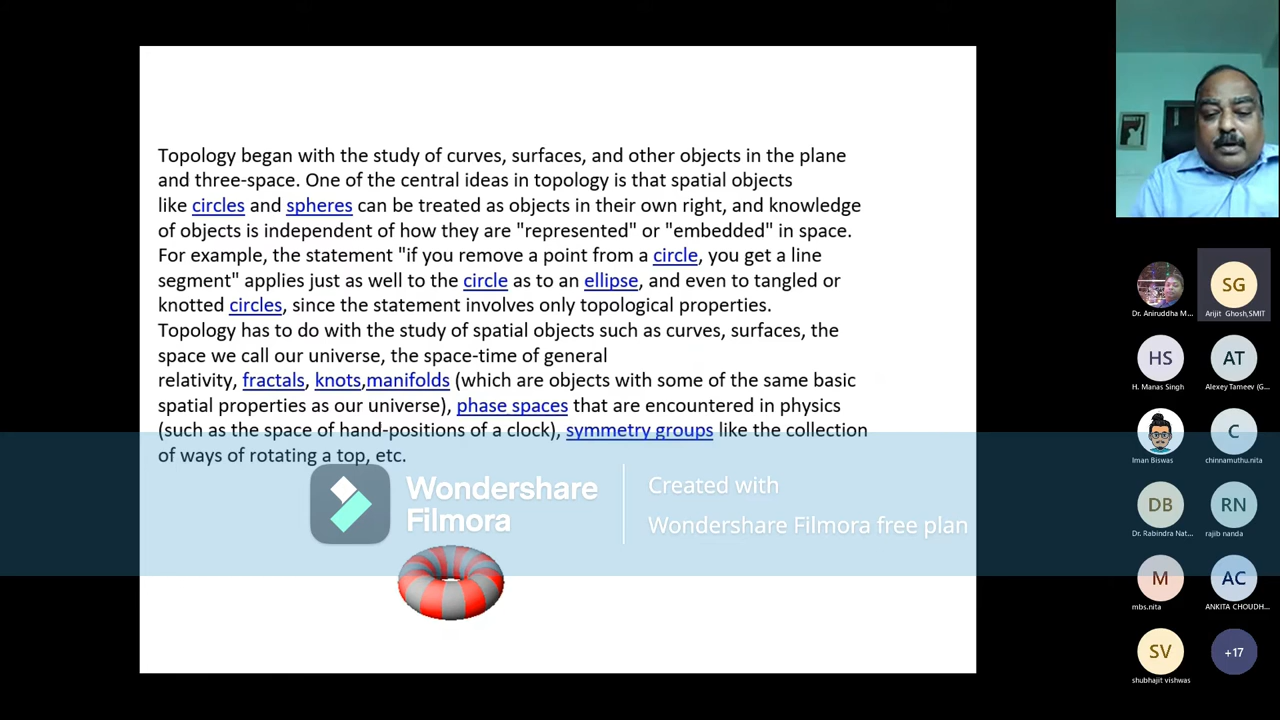 Topology began with the study of curves, surfaces, and other objects in the plane
and three-space. One of the central ideas in topology is that spatial objects
like circles and spheres can be treated as objects in their own right, and knowledge
of objects is independent of how they are "represented" or "embedded" in space.
For example, the statement "if you remove a point from a circle, you get a line
segment" applies just as well to the circle as to an ellipse, and even to tangled or
knotted circles, since the statement involves only topological properties.
Topology has to do with the study of spatial objects such as curves, surfaces, the
space we call our universe, the space-time of general
relativity, fractals, knots,manifolds (which are objects with some of the same basic
spatial properties as our universe), phase spaces that are encountered in physics
(such as the space of hand-positions of a clock), symmetry groups like the collection
of ways of rotating a top, etc.
Wondershare
Filmora
Created with
Wondershare Filmora free plan
Dr. Aniruddha M...
SG
Arijit Ghosh,SMIT
HS
H. Manas Singh
AT
Alexey Tameev (G...
Iman Biswas
C
chinnamuthu.nita
DB
Dr. Rabindra Nat...
RN
rajib nanda
M
mbs.nita
AC
ANKITA CHOUDH...
SV
shubhajit vishwas
+17